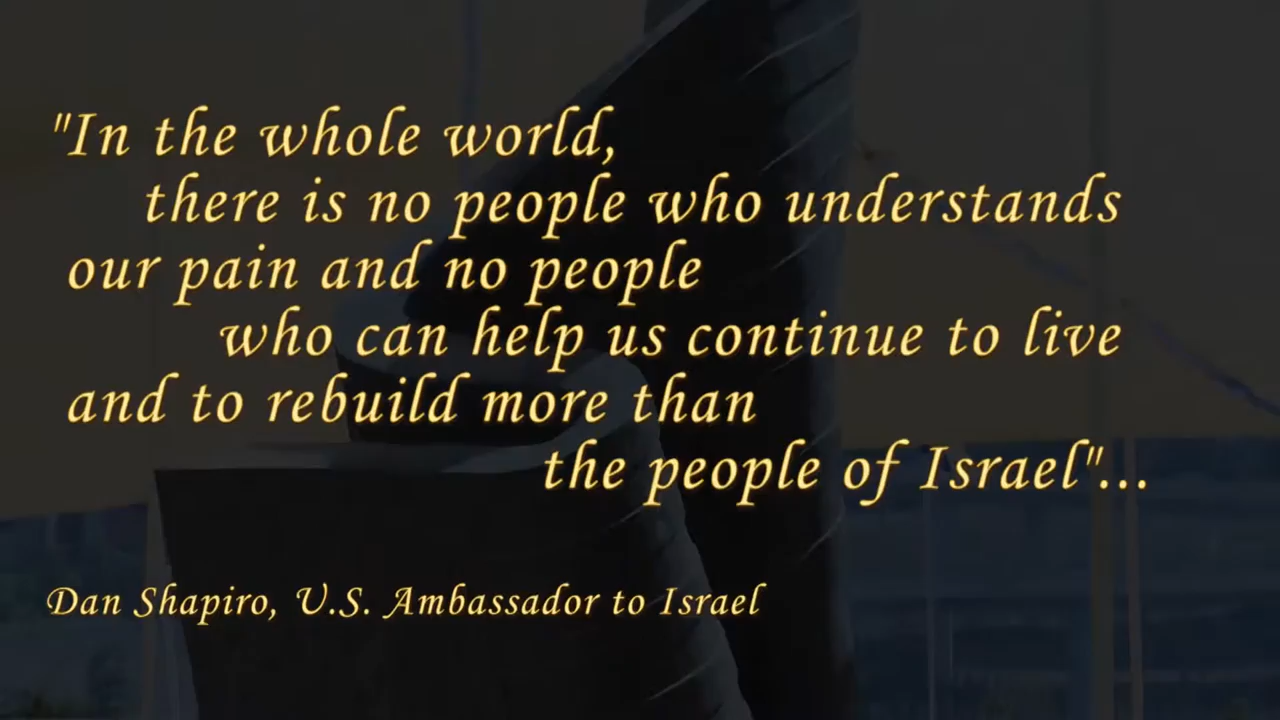 "In the whole world,
there is no people who understands
our pain and no people
who can help us continue to live
and to rebuild more than
the people of Israel"...
Dan Shapiro, U.S. Ambassador to Israel